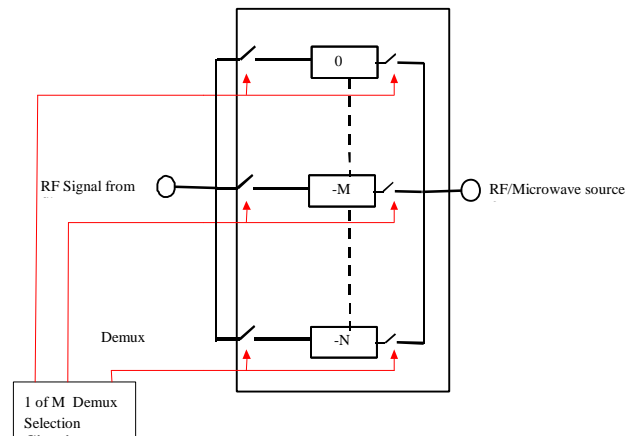 0
RF Signal from
-M
RF/Microwave source
Demux
-N
1 of M Demux
Selection